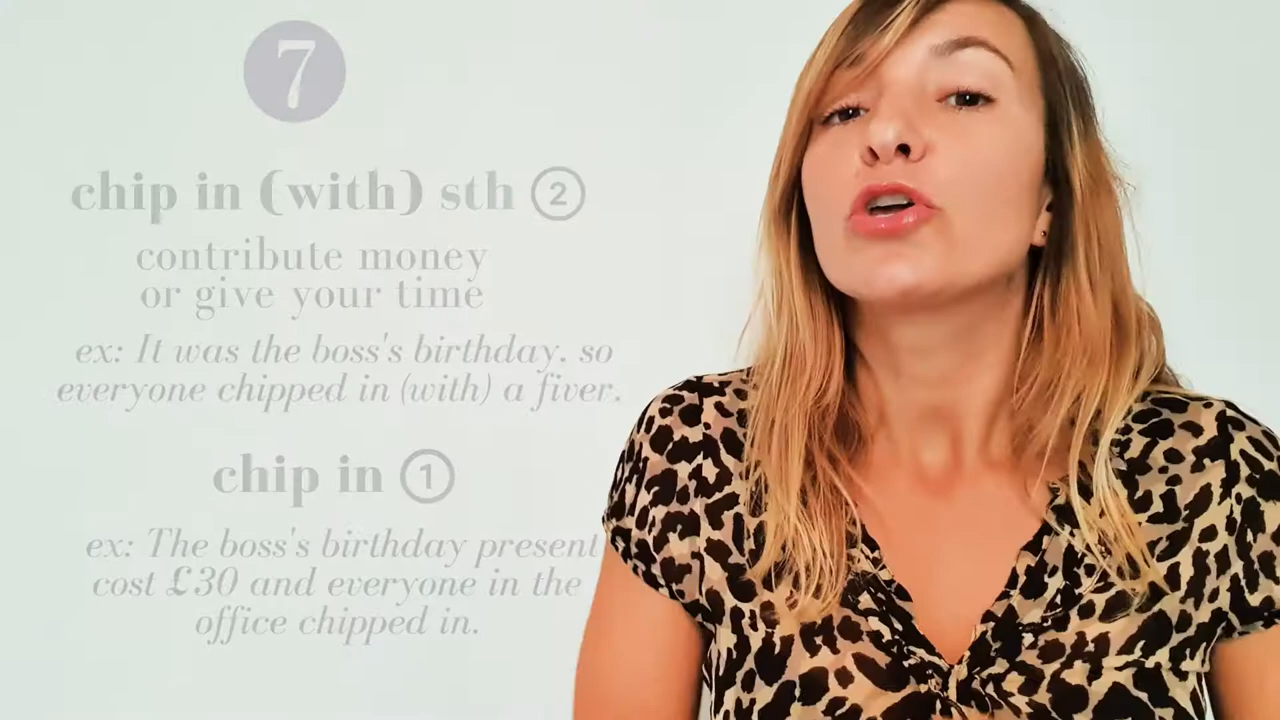 7
chip in (with) sth ②
contribute money
or give your time
ex: It was the boss's birthday. so
everyone chipped in (with) a fiver.
chip in ①
ex: The boss's birthday present
cost £30 and everyone in the
office chipped in.